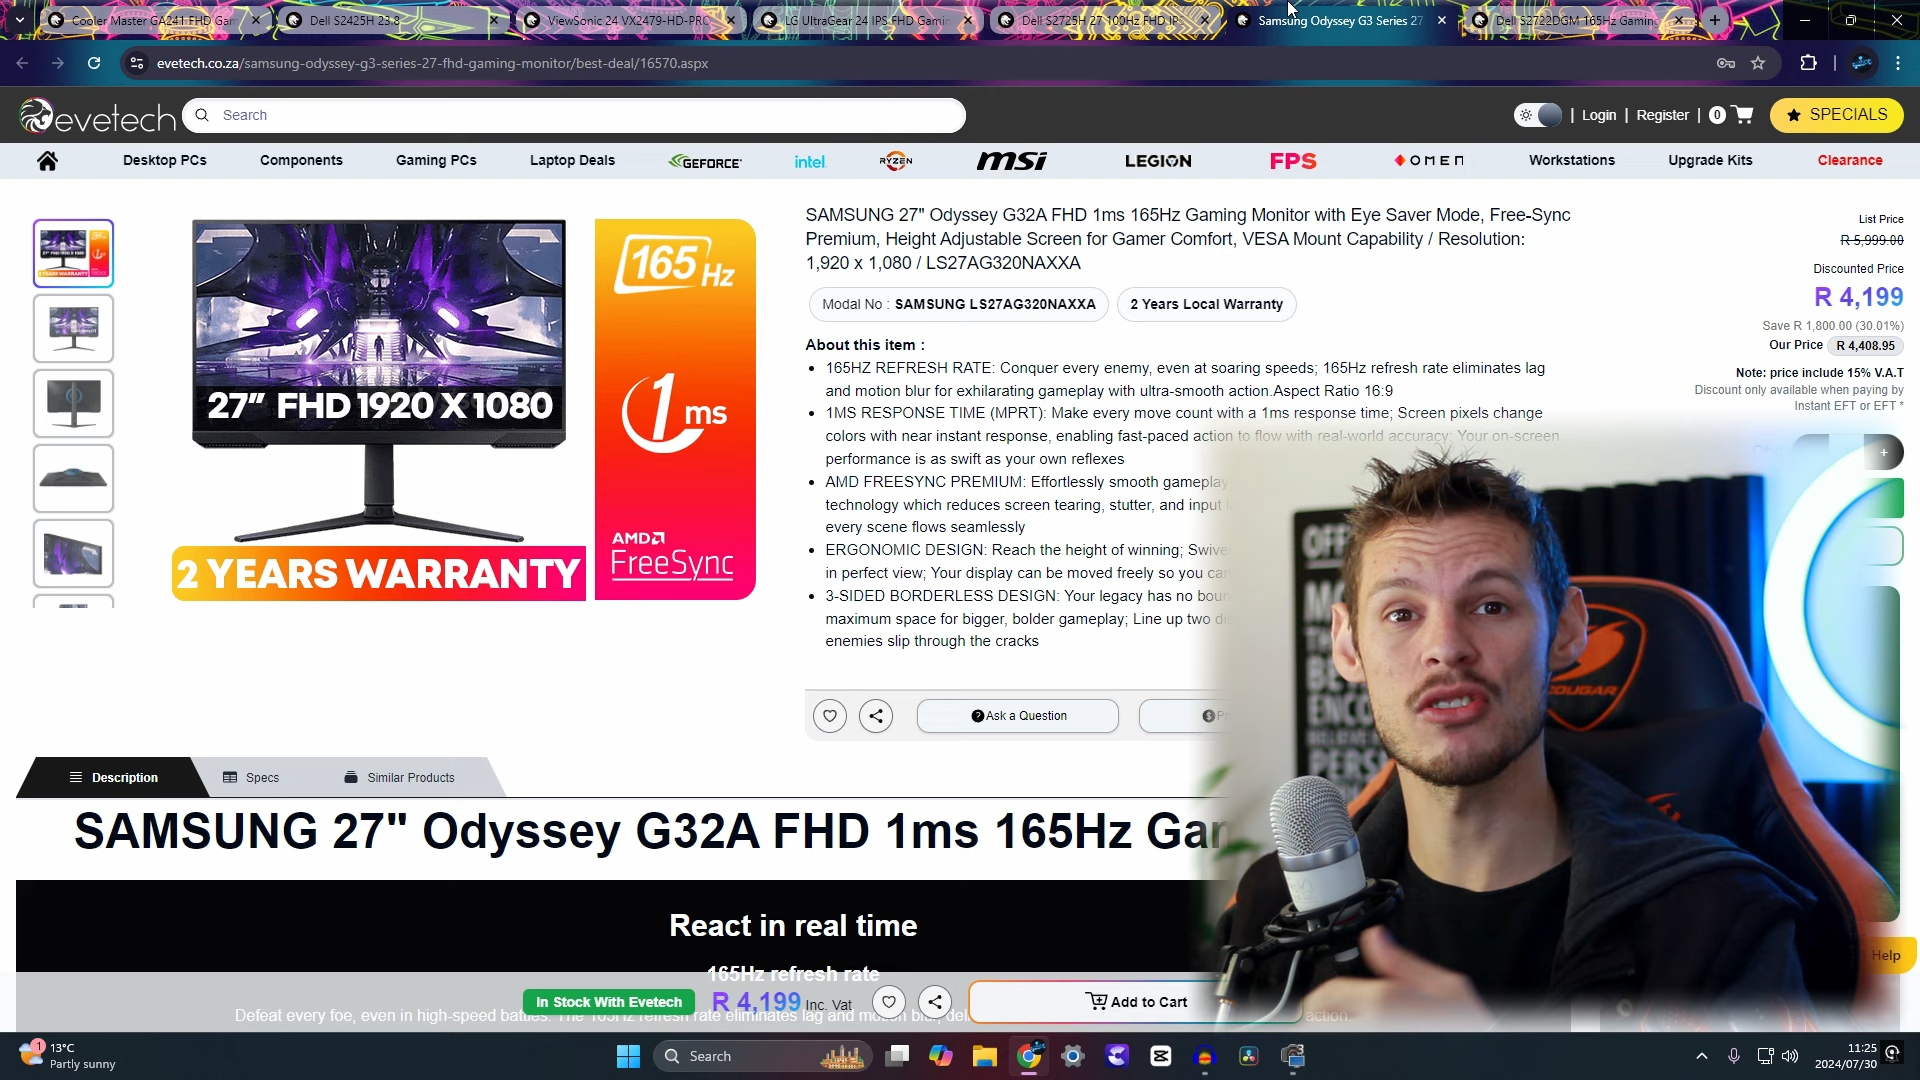 Cooler Master GA241 FHD Gam
Dell S2425H 23.8
ViewSonic 24 VX2479-HD-PRO
LG UltraGear 24 IPS FHD Gamin
Dell S2725H 27 100Hz FHD IPS
Samsung Odyssey G3 Series 27
Dell S2722DGM 165Hz Gaming
evetech.co.za/samsung-odyssey-g3-series-27-fhd-gaming-monitor/best-deal/16570.aspx
evetech
Search
Login | Register | 0
SPECIALS
Desktop PCs
Components
Gaming PCs
Laptop Deals
GEFORCE
intel
RYZEN
msi
LEGION
FPS
OMEN
Workstations
Upgrade Kits
Clearance
27" FHD 1920 X 1080
2 YEARS WARRANTY
165 Hz
1 ms
AMD
FreeSync
SAMSUNG 27" Odyssey G32A FHD 1ms 165Hz Gaming Monitor with Eye Saver Mode, Free-Sync
Premium, Height Adjustable Screen for Gamer Comfort, VESA Mount Capability / Resolution:
1,920 x 1,080 / LS27AG320NAXXA
Modal No : SAMSUNG LS27AG320NAXXA
2 Years Local Warranty
About this item :
165HZ REFRESH RATE: Conquer every enemy, even at soaring speeds; 165Hz refresh rate eliminates lag
and motion blur for exhilarating gameplay with ultra-smooth action.Aspect Ratio 16:9
1MS RESPONSE TIME (MPRT): Make every move count with a 1ms response time; Screen pixels change
colors with near instant response, enabling fast-paced action to flow with real-world accuracy; Your on-screen
performance is as swift as your own reflexes
AMD FREESYNC PREMIUM: Effortlessly smooth gameplay
technology which reduces screen tearing, stutter, and input
every scene flows seamlessly
ERGONOMIC DESIGN: Reach the height of winning; Swive
in perfect view; Your display can be moved freely so you can
3-SIDED BORDERLESS DESIGN: Your legacy has no boun
maximum space for bigger, bolder gameplay; Line up two di
enemies slip through the cracks
List Price
R 5,999.00
Discounted Price
R 4,199
Save R 1,800.00 (30.01%)
Our Price R 4,408.95
Note: price include 15% V.A.T
Discount only available when paying by
Instant EFT or EFT *
+
Ask a Question
Description
Specs
Similar Products
SAMSUNG 27" Odyssey G32A FHD 1ms 165Hz Gar
React in real time
165Hz refresh rate
In Stock With Evetech
R 4,199 Inc. Vat
Add to Cart
COUGAR
Help
1
13°C
Partly sunny
Search
11:25
2024/07/30